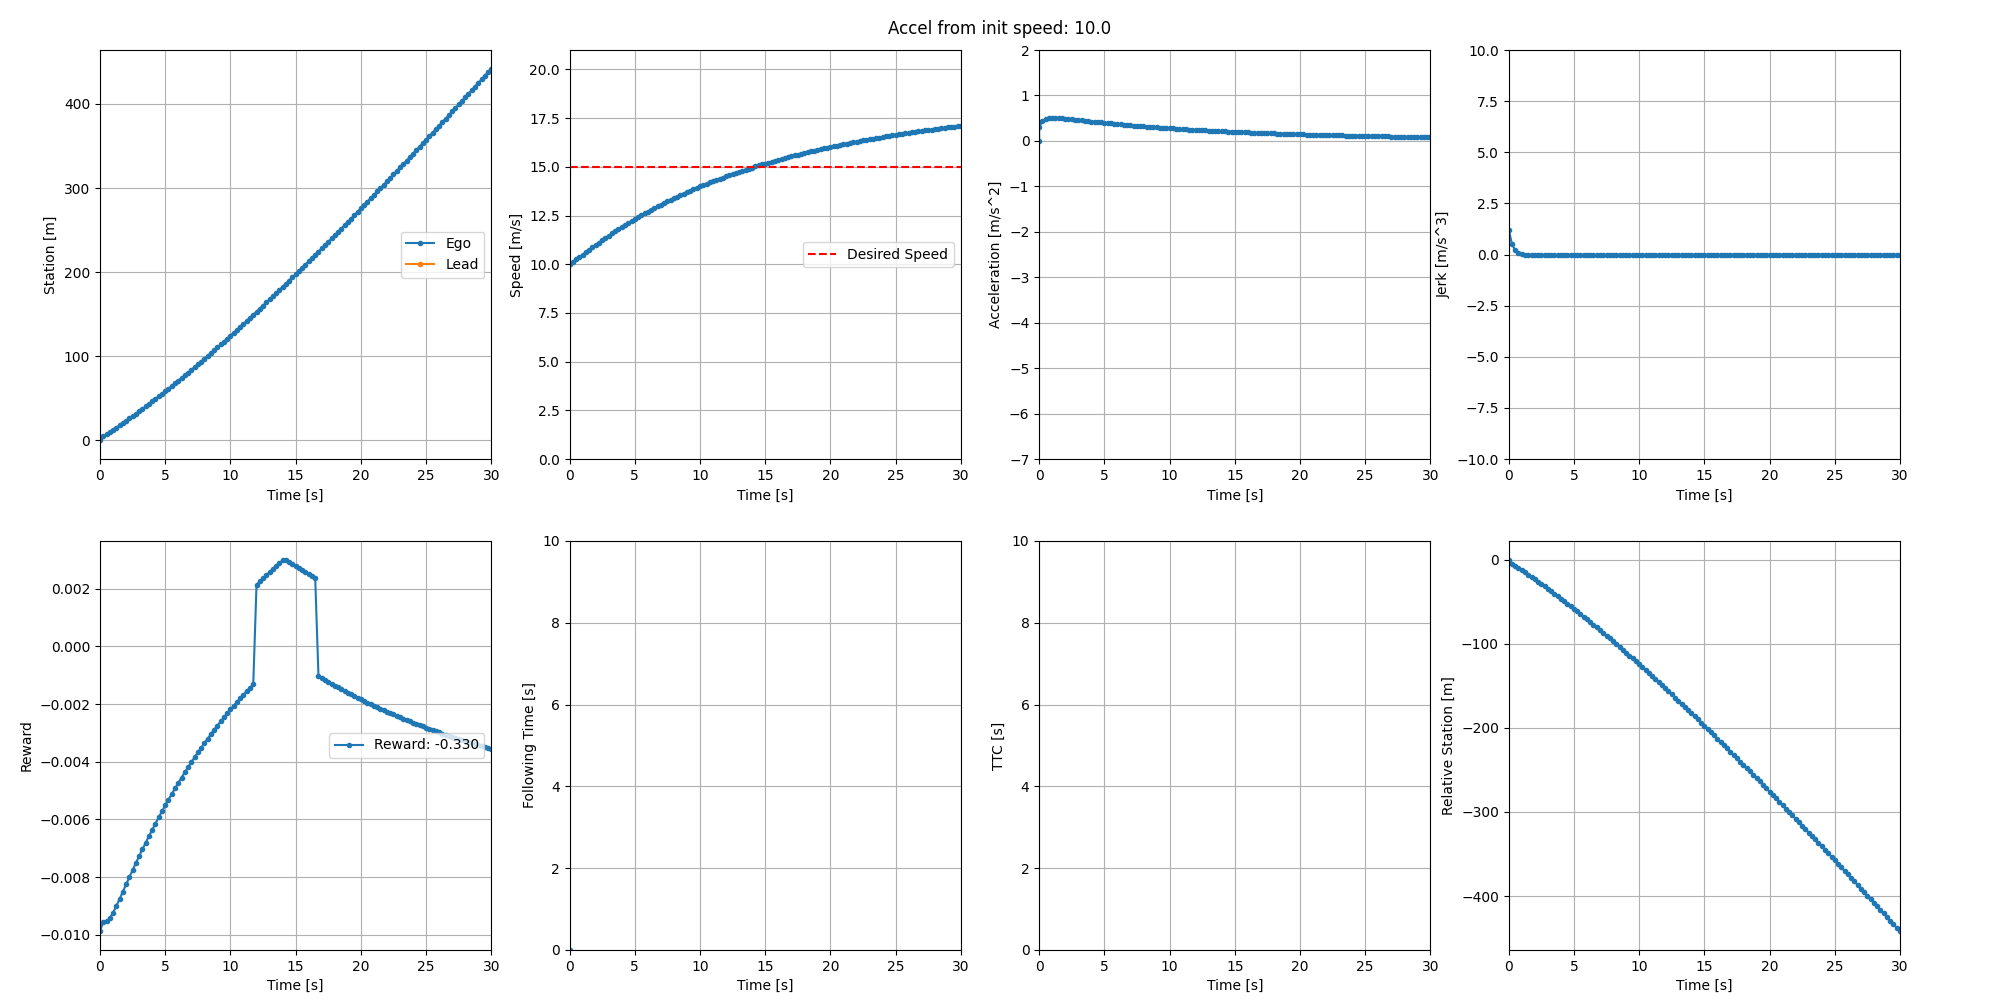 Accel from init speed: 10.0
Station [m]
400
300
200
100
0
0 5 10 15 20 25 30
Time [s]
Ego
Lead
Speed [m/s]
20.0
17.5
15.0
12.5
10.0
7.5
5.0
2.5
0.0
0 5 10 15 20 25 30
Time [s]
Desired Speed
Acceleration [m/s^2]
2
1
0
−1
−2
−3
−4
−5
−6
−7
0 5 10 15 20 25 30
Time [s]
Jerk [m/s^3]
10.0
7.5
5.0
2.5
0.0
−2.5
−5.0
−7.5
−10.0
0 5 10 15 20 25 30
Time [s]
Reward
0.002
0.000
−0.002
−0.004
−0.006
−0.008
−0.010
0 5 10 15 20 25 30
Time [s]
Reward: -0.330
Following Time [s]
10
8
6
4
2
0
0 5 10 15 20 25 30
Time [s]
TTC [s]
10
8
6
4
2
0
0 5 10 15 20 25 30
Time [s]
Relative Station [m]
0
−100
−200
−300
−400
0 5 10 15 20 25 30
Time [s]